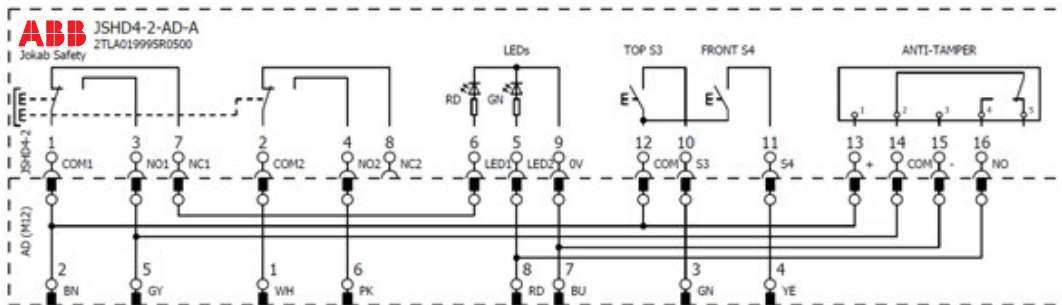 ABB JSHD4-2-AD-A
2TLA019995R0500
Jokab Safety
LEDs TOP S3 FRONT S4 ANTI-TAMPER
RD GN
E E E
E
1 2 3 4 5
JSHD4-2
1 3 7 2 4 8 6 5 9 12 10 11 13 14 15 16
COM1 NO1 NC1 COM2 NO2 NC2 LED1 LED2 0V COM S3 S4 + COM - NO
AD (M12)
2 5 1 6 8 7 3 4
BN GY WH PK RD BU GN YE